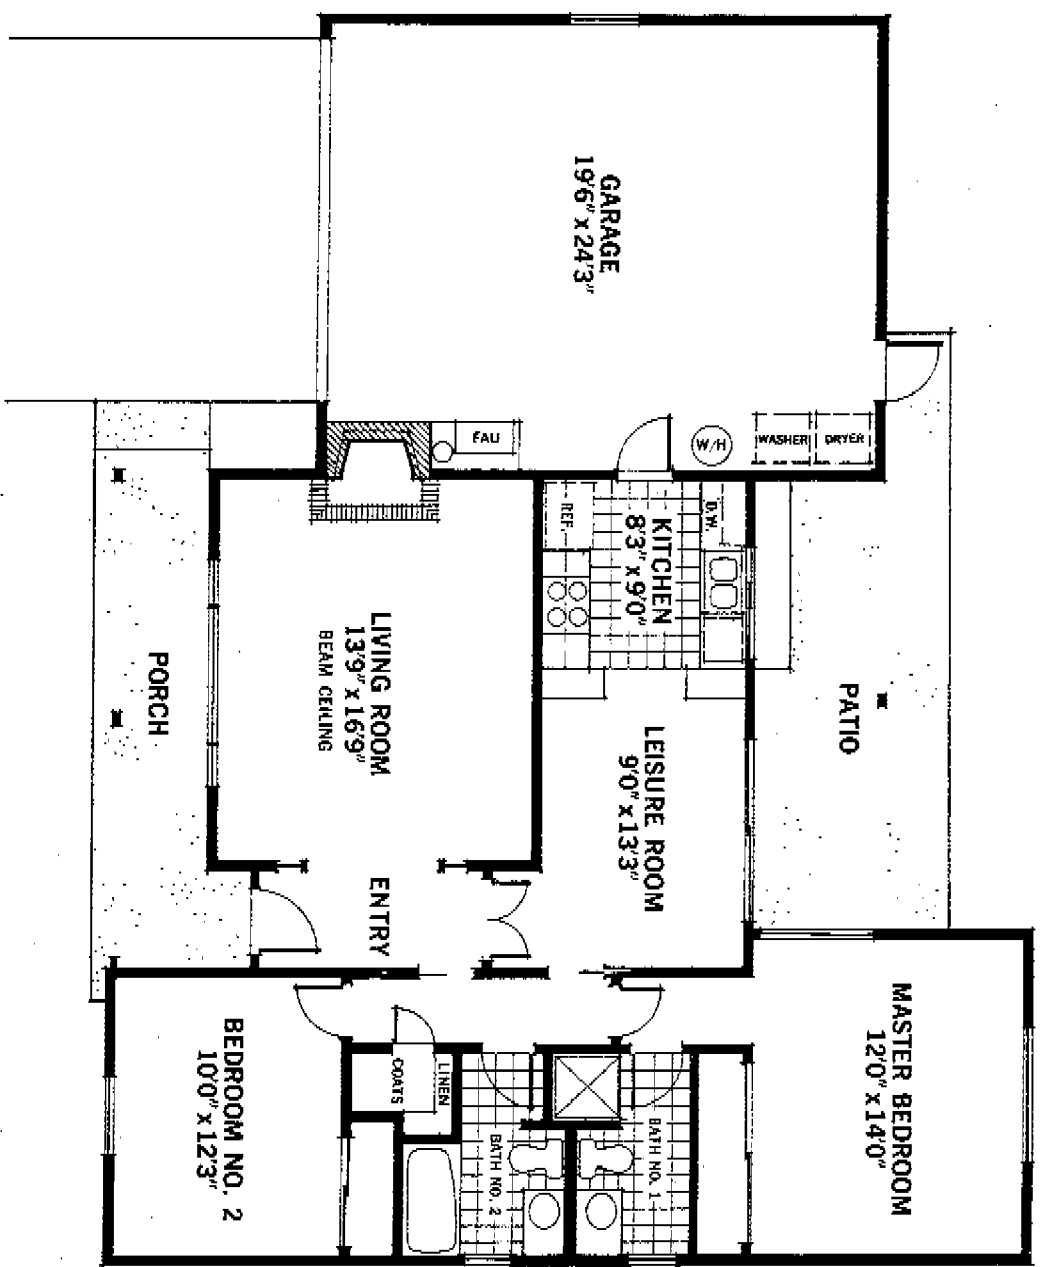 GARAGE
19'6" x 24'3"
FAU
W/H
WASHER
DRYER
REF.
D.W.
KITCHEN
8'3" x 9'0"
LIVING ROOM
13'9" x 16'9"
BEAM CEILING
PORCH
PATIO
LEISURE ROOM
9'0" x 13'3"
ENTRY
MASTER BEDROOM
12'0" x 14'0"
BEDROOM NO. 2
10'0" x 12'3"
COATS
LINEN
BATH NO. 2
BATH NO. 1